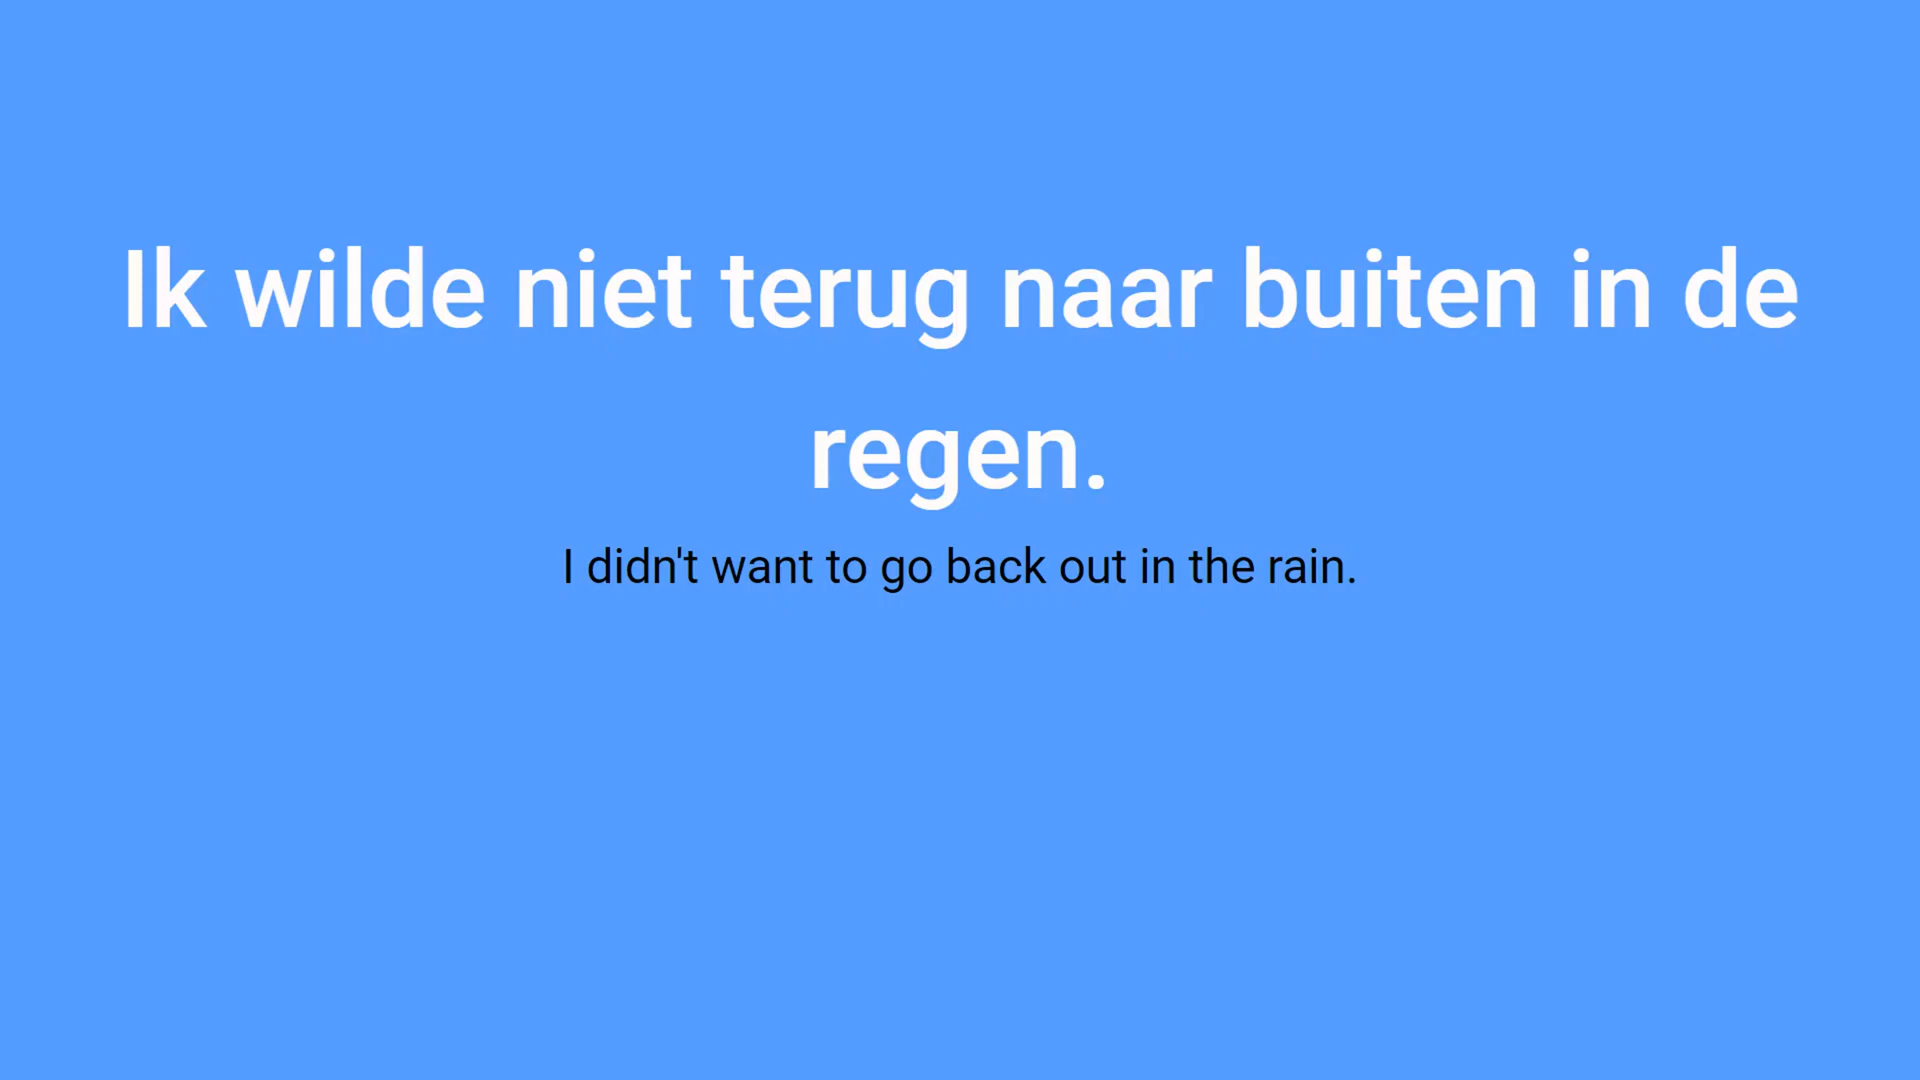 Ik wilde niet terug naar buiten in de
regen.
I didn't want to go back out in the rain.